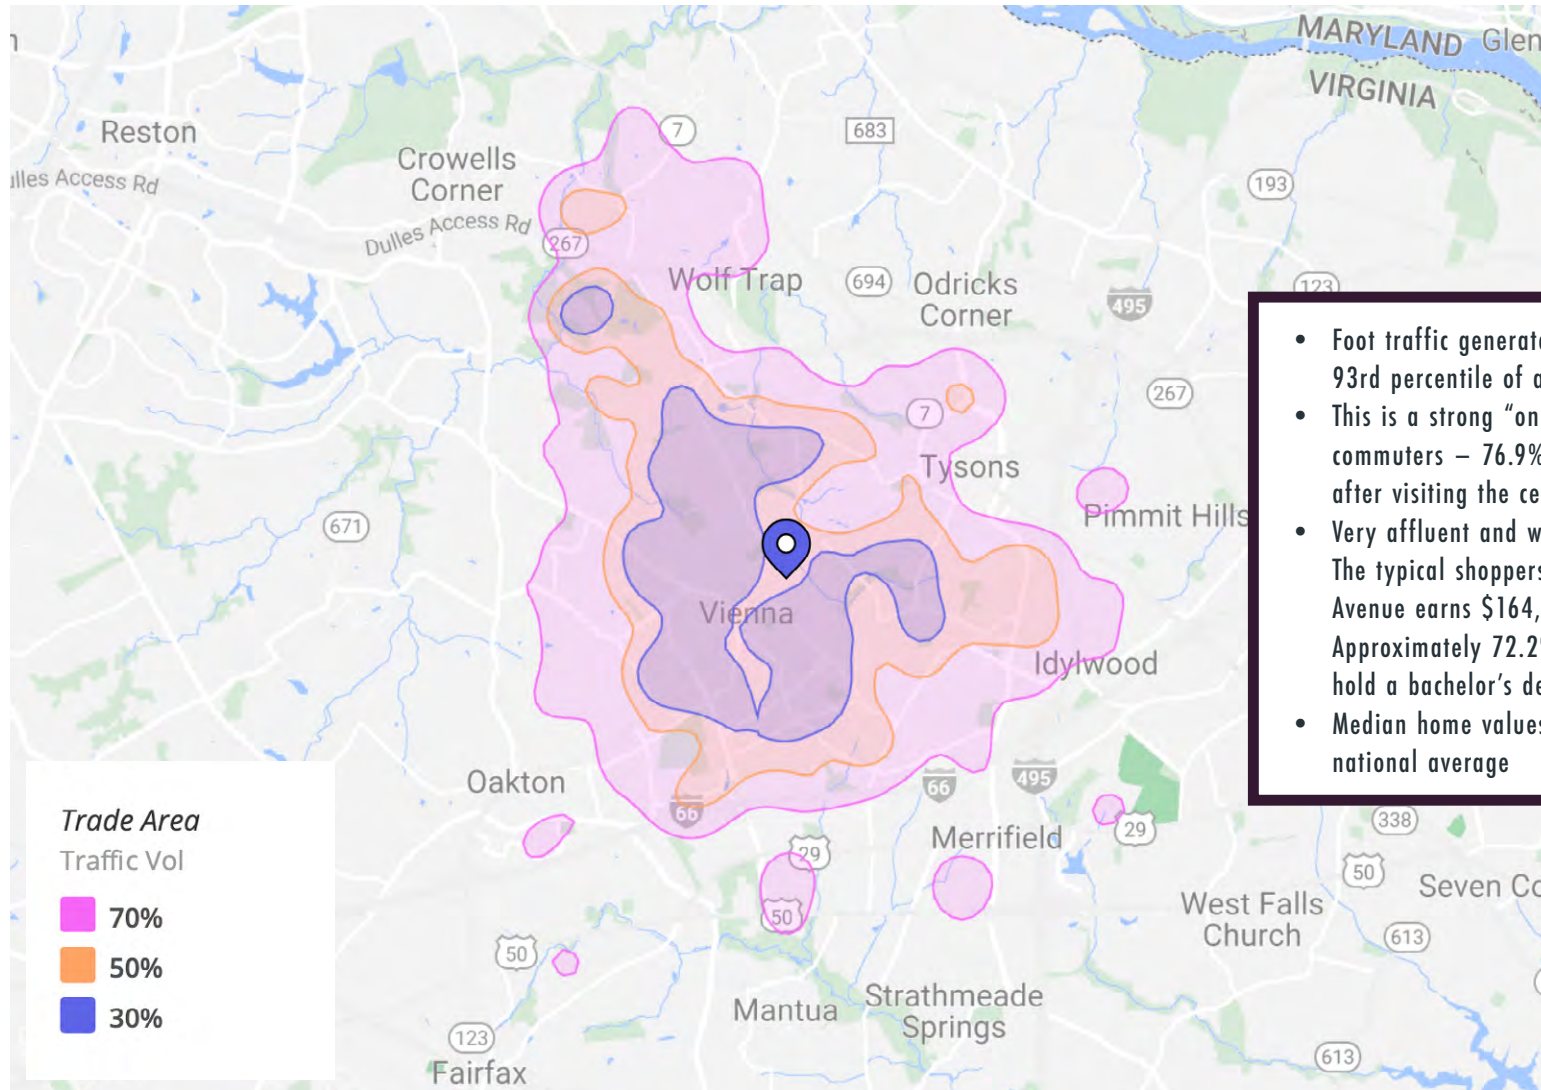 MARYLAND
Glen
VIRGINIA
Reston
7
683
Crowells
Corner
Dulles Access Rd
193
Dulles Access Rd
267
Wolf Trap
694
Odricks
Corner
123
495
267
7
Tysons
Pimmit Hills
671
Vienna
Idylwood
• Foot traffic generate
93rd percentile of a
• This is a strong “on
commuters – 76.9%
after visiting the ce
• Very affluent and w
The typical shoppers
Avenue earns $164,
Approximately 72.2%
hold a bachelor’s de
• Median home values
national average
Oakton
66
66
495
Merrifield
29
29
338
50
50
Seven Co
West Falls
Church
613
50
Mantua
Strathmeade
Springs
123
Fairfax
613
Trade Area
Traffic Vol
70%
50%
30%